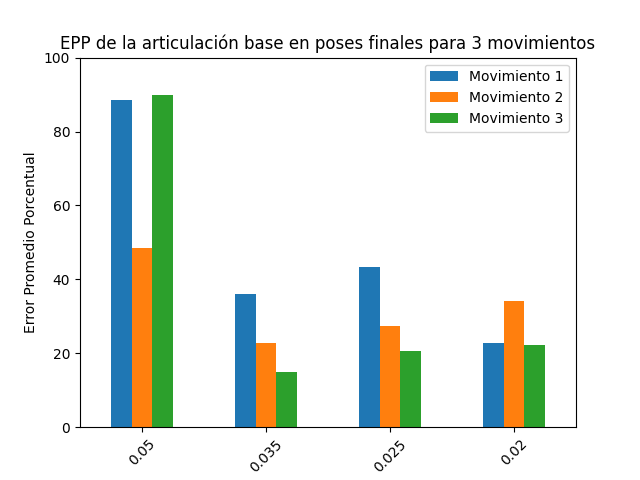 EPP de la articulación base en poses finales para 3 movimientos
Movimiento 1
Movimiento 2
Movimiento 3
Error Promedio Porcentual
100
80
60
40
20
0
0.05
0.035
0.025
0.02